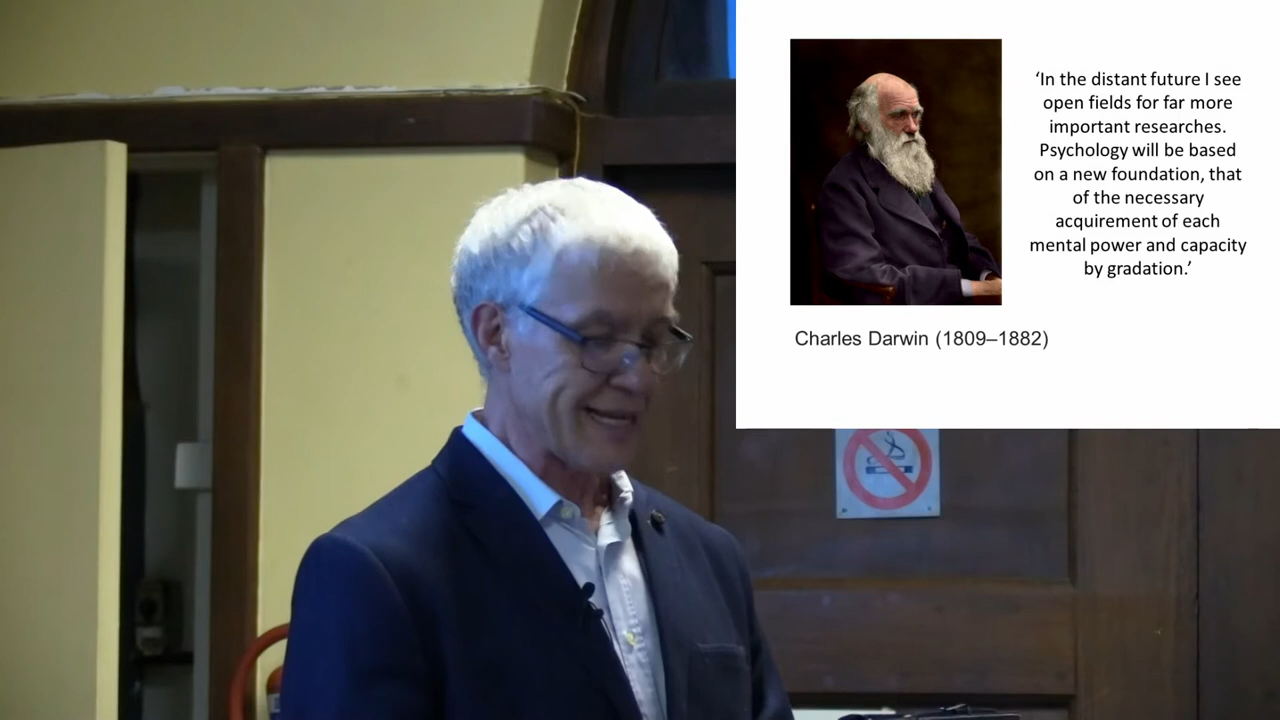 ‘In the distant future I see
open fields for far more
important researches.
Psychology will be based
on a new foundation, that
of the necessary
acquirement of each
mental power and capacity
by gradation.’
Charles Darwin (1809–1882)